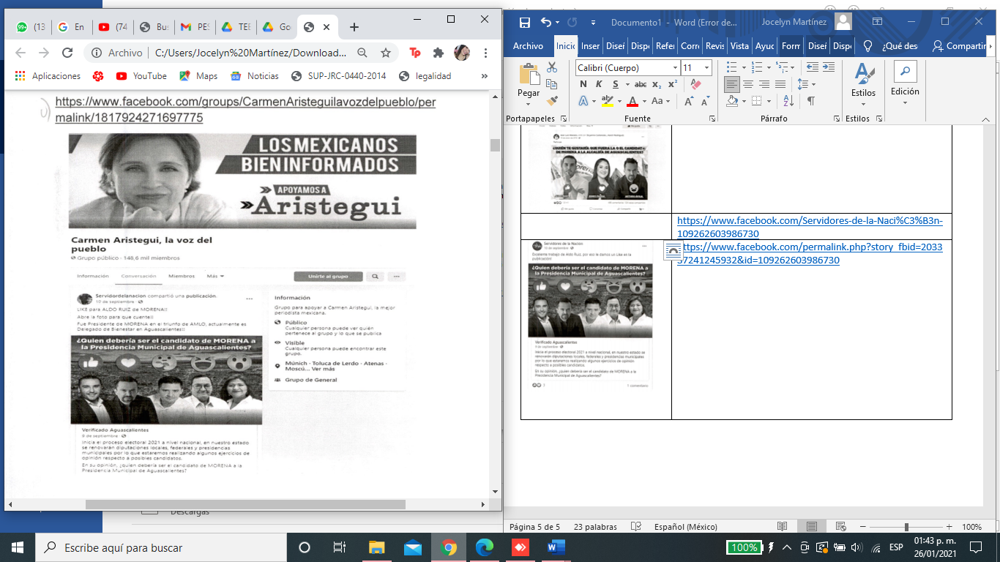 (13
En
(74
Bus
PES
TEE
Go
Archivo
C:/Users/Jocelyn%20Martínez/Download...
Aplicaciones
YouTube
Maps
Noticias
SUP-JRC-0440-2014
legalidad
»
https://www.facebook.com/groups/CarmenAristeguilavozdelpueblo/per
malink/1817924271697775
LOS MEXICANOS
BIEN INFORMADOS
APOYAMOS A
Aristegui
Carmen Aristegui, la voz del
pueblo
Grupo público · 148,6 mil miembros
Información Conversación Miembros Más
Unirte al grupo
Servidordelanacion compartió una publicación.
10 de septiembre ·
LIKE para ALDO RUIZ de MORENA!!
Abre la foto para que cuente!!
Fue Presidente de MORENA en el triunfo de AMLO, actualmente es
Delegado de Bienestar en Aguascalientes!!
¿Quien debería ser el candidato de MORENA a
la Presidencia Municipal de Aguascalientes?
Verificado Aguascalientes
8 de septiembre ·
Inicia el proceso electoral 2021 a nivel nacional, en nuestro estado
se renovarán diputaciones locales, federales y presidencias
municipales por lo que estaremos realizando algunos ejercicios de
opinión respecto a posibles candidatos.
En su opinión, ¿quien debería ser el candidato de MORENA a la
Presidencia Municipal de Aguascalientes?
Información
Grupo para apoyar a Carmen Aristegui, la mejor
periodista mexicana.
Público
Cualquier persona puede ver quién
pertenece al grupo y lo que se publica
Visible
Cualquier persona puede encontrar este
grupo.
Múnich · Toluca de Lerdo · Atenas ·
Moscú... Ver más
Grupo de General
Descargas
Documento1 - Word (Error de...
Jocelyn Martínez
Archivo Inicio Inser Diseí Dispo Refer Corre Revis Vista Ayuc Form Diseí Dispo ¿Qué des Compartir
Pegar
Portapapeles
Calibri (Cuerpo) 11
N K S abc x₂ x²
Fuente
Párrafo
Estilos
Estilos
Edición
¿QUIÉN TE GUSTARÍA QUE FUERA LA O EL CANDIDAT
DE MORENA A LA ALCALDÍA DE AGUASCALIENTES?
https://www.facebook.com/Servidores-de-la-Naci%C3%B3n-
109262603986730
Servidores de la Nación
10 de septiembre ·
Excelente trabajo de Aldo Ruiz, por eso le damos un Like en la
publicación!
¿Quien debería ser el candidato de MORENA a
la Presidencia Municipal de Aguascalientes?
Verificado Aguascalientes
Inicia el proceso electoral 2021 a nivel nacional, en nuestro estado se
renovarán diputaciones locales, federales y presidencias municipales
por lo que estaremos realizando algunos ejercicios de opinión
respecto a posibles candidatos.
En su opinión, ¿quien debería ser el candidato de MORENA a la
Presidencia Municipal de Aguascalientes?
1 comentario
https://www.facebook.com/permalink.php?story_fbid=2033
37241245932&id=109262603986730
Página 5 de 5
23 palabras
Español (México)
100%
Escribe aquí para buscar
100%
ESP
01:43 p. m.
26/01/2021